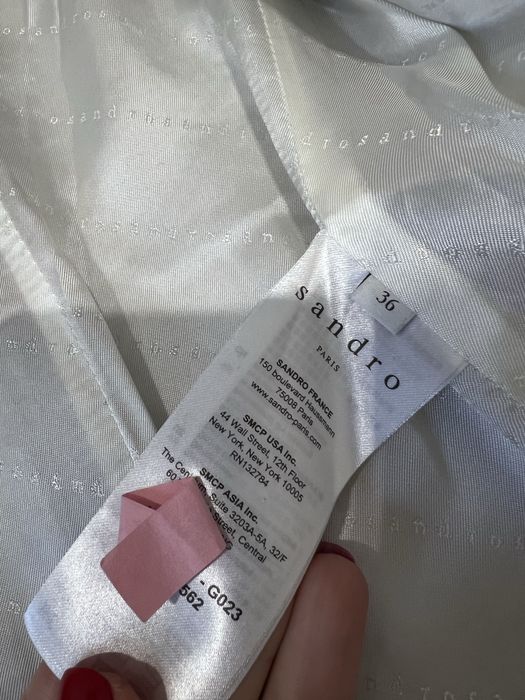 36
sandro
PARIS
SANDRO FRANCE
150 boulevard Haussmann
75008 Paris
www.sandro-paris.com
SMCP USA Inc.
44 Wall Street, 12th Floor
New York, New York 10005
RN132784
SMCP ASIA Inc.
The Suite 3203A-5A, 32/F
Street, Central
- G023
562